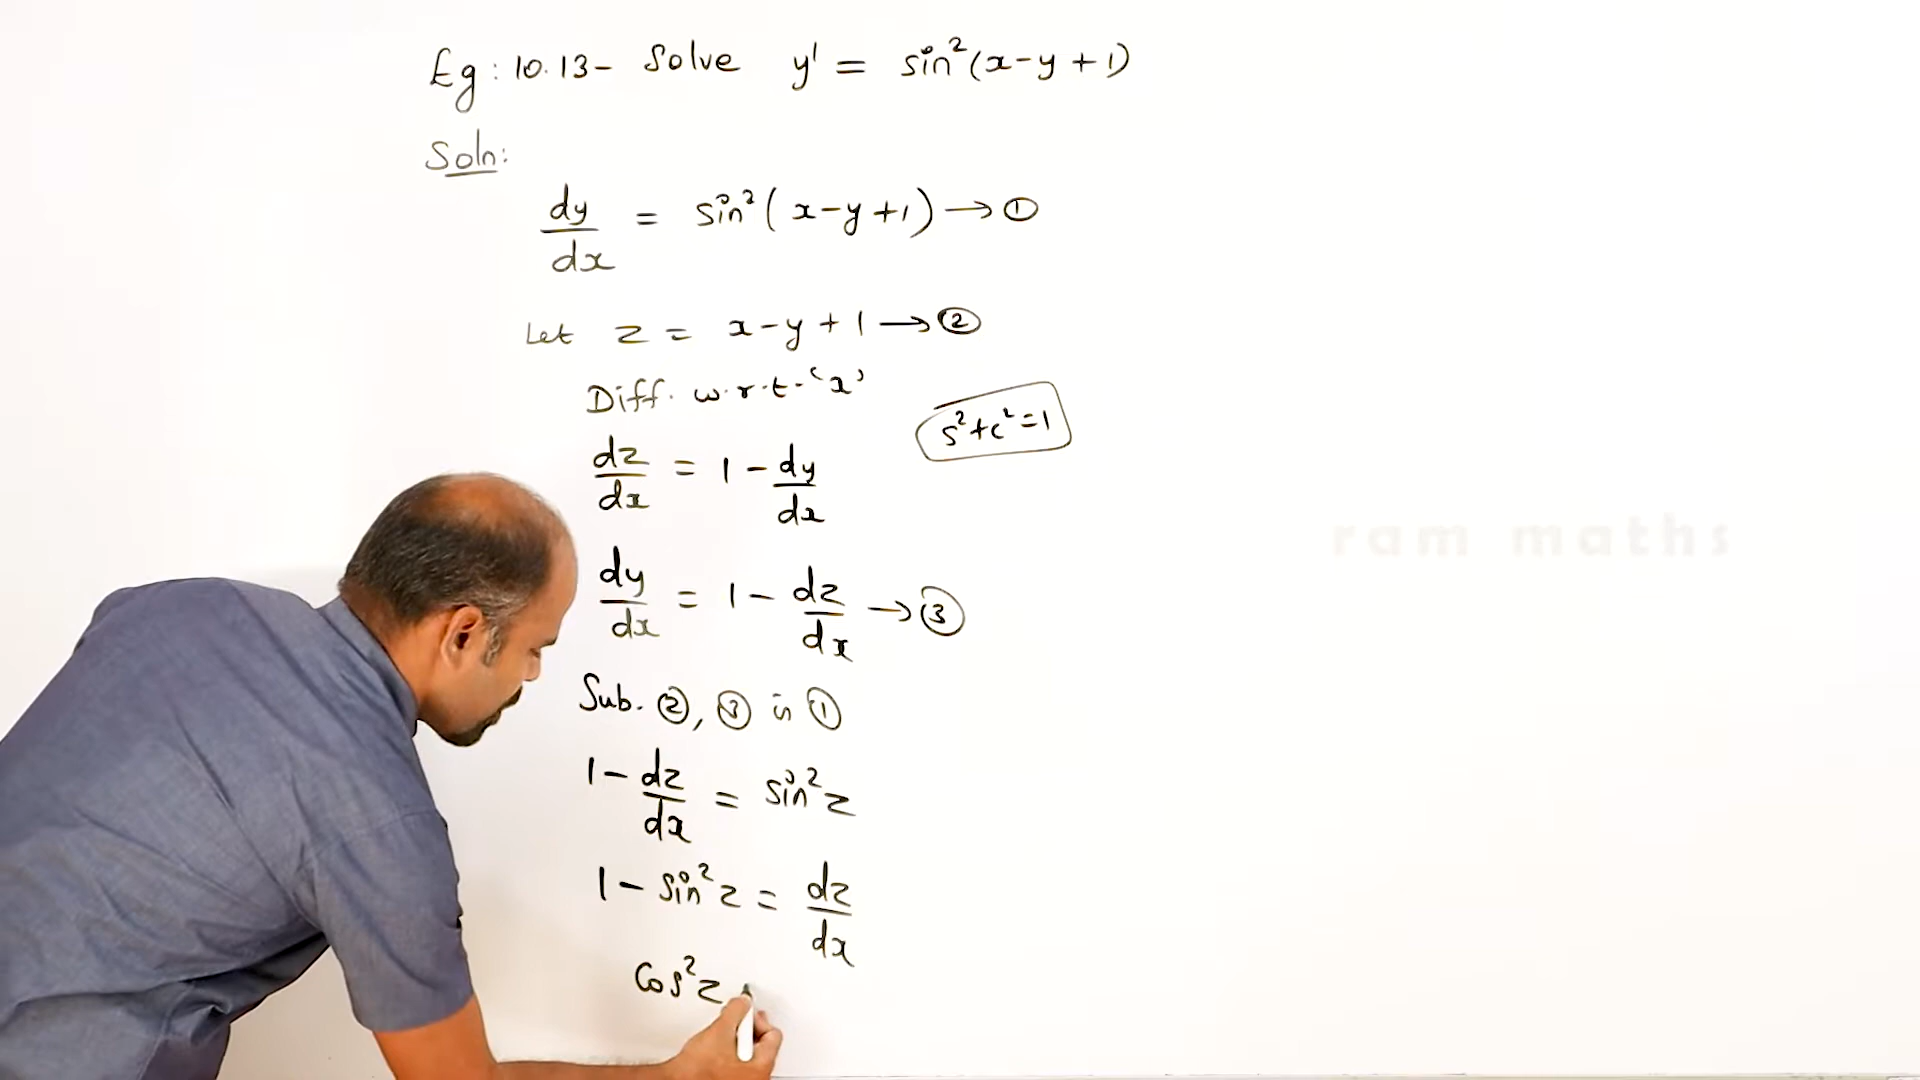 Eg: 10.13- Solve y' = sin²(x-y+1)
Soln:
dy/dx = sin²(x-y+1) → ①
Let z = x-y+1 → ②
Diff. w.r.t. 'x'
s²+c²=1
dz/dx = 1 - dy/dx
dy/dx = 1 - dz/dx → ③
ram maths
Sub. ②, ③ in ①
1 - dz/dx = sin²z
1 - sin²z = dz/dx
Cos²z